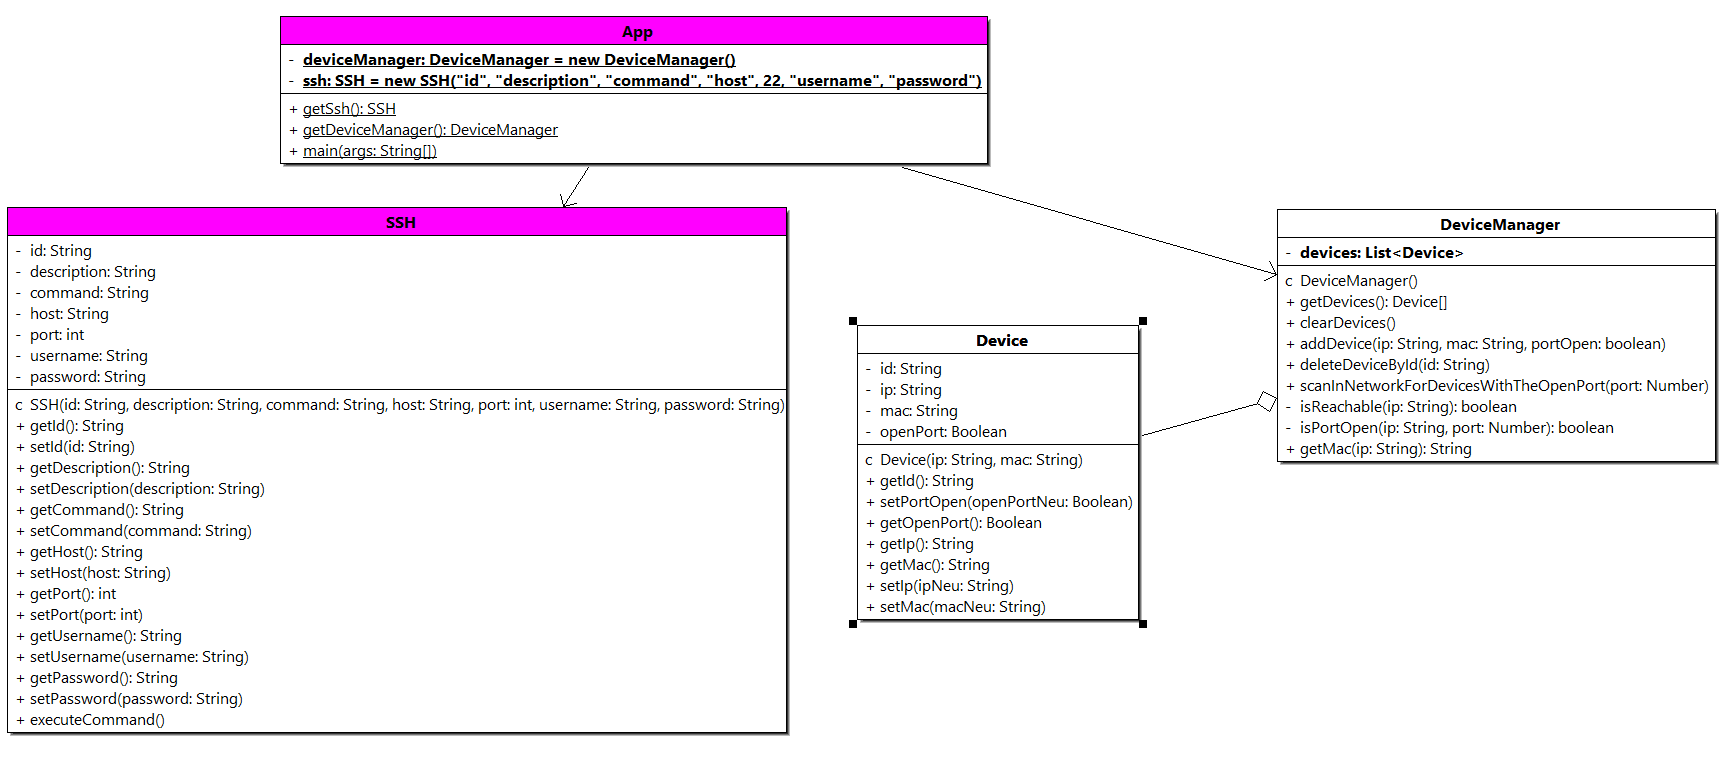 App
- deviceManager: DeviceManager = new DeviceManager()
- ssh: SSH = new SSH("id", "description", "command", "host", 22, "username", "password")
+ getSsh(): SSH
+ getDeviceManager(): DeviceManager
+ main(args: String[])
SSH
- id: String
- description: String
- command: String
- host: String
- port: int
- username: String
- password: String
c SSH(id: String, description: String, command: String, host: String, port: int, username: String, password: String)
+ getId(): String
+ setId(id: String)
+ getDescription(): String
+ setDescription(description: String)
+ getCommand(): String
+ setCommand(command: String)
+ getHost(): String
+ setHost(host: String)
+ getPort(): int
+ setPort(port: int)
+ getUsername(): String
+ setUsername(username: String)
+ getPassword(): String
+ setPassword(password: String)
+ executeCommand()
Device
- id: String
- ip: String
- mac: String
- openPort: Boolean
c Device(ip: String, mac: String)
+ getId(): String
+ setPortOpen(openPortNeu: Boolean)
+ getOpenPort(): Boolean
+ getIp(): String
+ getMac(): String
+ setIp(ipNeu: String)
+ setMac(macNeu: String)
DeviceManager
- devices: List<Device>
c DeviceManager()
+ getDevices(): Device[]
+ clearDevices()
+ addDevice(ip: String, mac: String, portOpen: boolean)
+ deleteDeviceById(id: String)
+ scanInNetworkForDevicesWithTheOpenPort(port: Number)
- isReachable(ip: String): boolean
- isPortOpen(ip: String, port: Number): boolean
+ getMac(ip: String): String